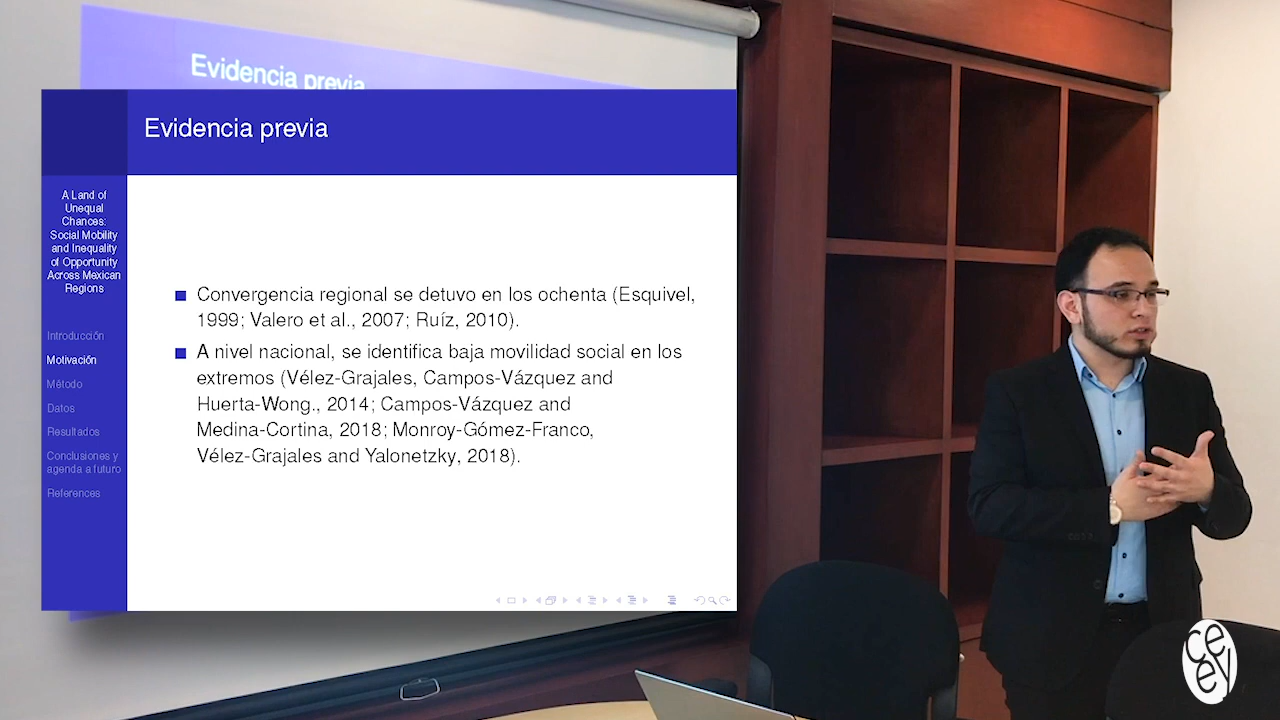 Evidencia previa
Evidencia previa
A Land of
Unequal
Chances:
Social Mobility
and Inequality
of Opportunity
Across Mexican
Regions
Introducción
Motivación
Método
Datos
Resultados
Conclusiones y
agenda a futuro
References
Convergencia regional se detuvo en los ochenta (Esquivel,
1999; Valero et al., 2007; Ruíz, 2010).
A nivel nacional, se identifica baja movilidad social en los
extremos (Vélez-Grajales, Campos-Vázquez and
Huerta-Wong., 2014; Campos-Vázquez and
Medina-Cortina, 2018; Monroy-Gómez-Franco,
Vélez-Grajales and Yalonetzky, 2018).
ceey